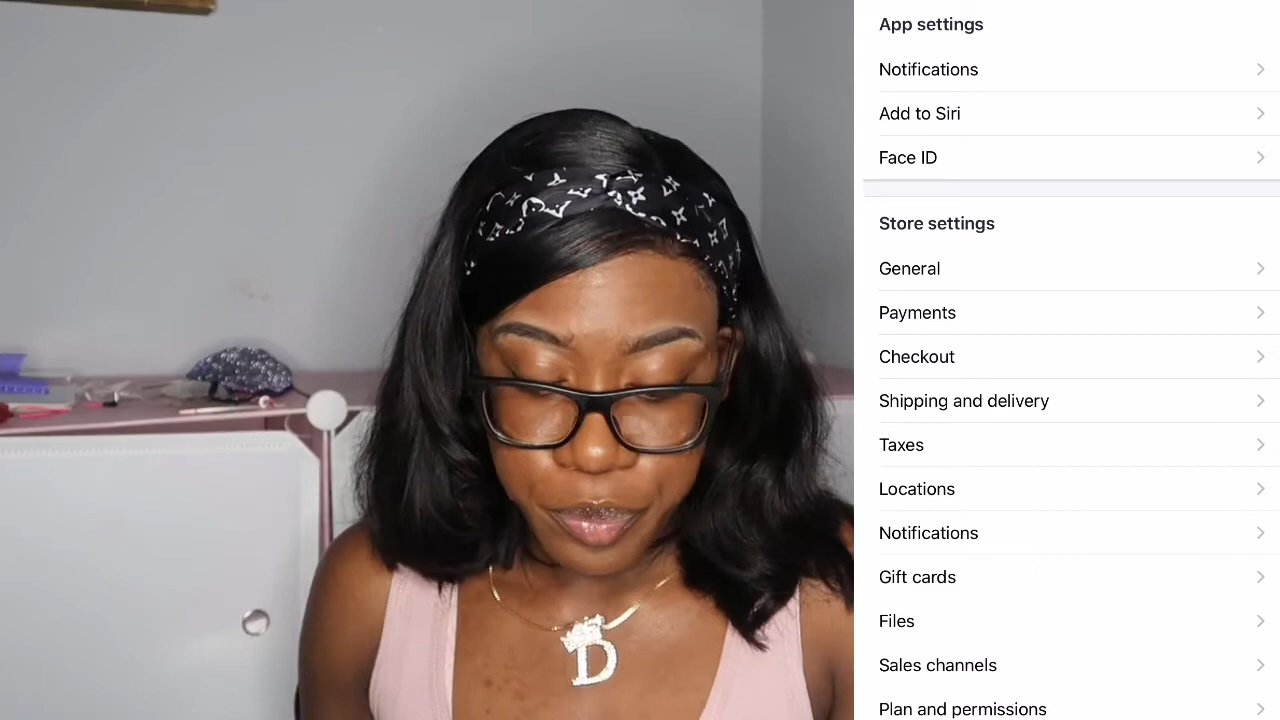 App settings
Notifications
Add to Siri
Face ID
Store settings
General
Payments
Checkout
Shipping and delivery
Taxes
Locations
Notifications
Gift cards
Files
Sales channels
Plan and permissions
D